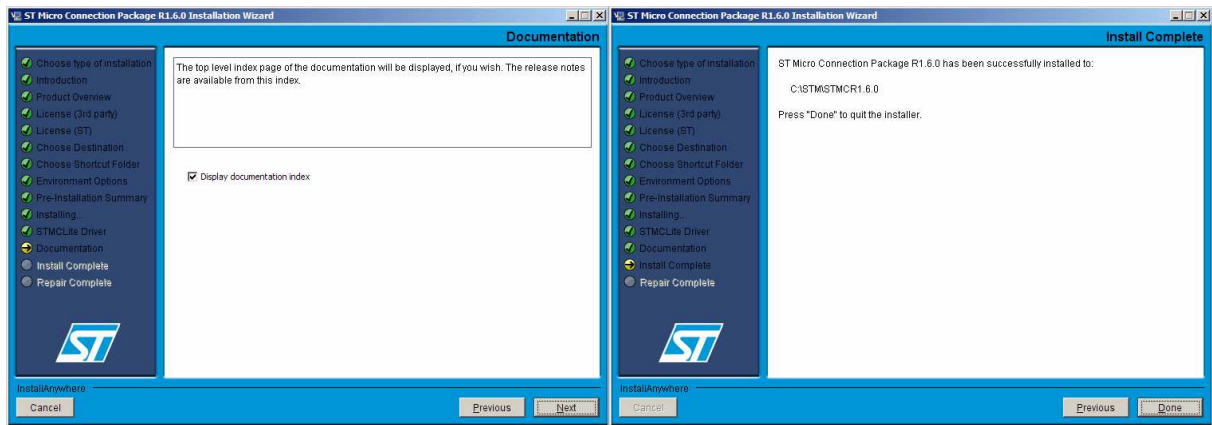 ST Micro Connection Package R1.6.0 Installation Wizard
Documentation
Choose type of installation
Introduction
Product Overview
License (3rd party)
License (ST)
Choose Destination
Choose Shortcut Folder
Environment Options
Pre-Installation Summary
Installing...
STMCLite Driver
Documentation
Install Complete
Repair Complete
ST
The top level index page of the documentation will be displayed, if you wish. The release notes
are available from this index.
Display documentation index
InstallAnywhere
Cancel
Previous
Next
ST Micro Connection Package R1.6.0 Installation Wizard
Install Complete
Choose type of installation
Introduction
Product Overview
License (3rd party)
License (ST)
Choose Destination
Choose Shortcut Folder
Environment Options
Pre-Installation Summary
Installing...
STMCLite Driver
Documentation
Install Complete
Repair Complete
ST
ST Micro Connection Package R1.6.0 has been successfully installed to:
C:\STM\STMCR1.6.0
Press "Done" to quit the installer.
InstallAnywhere
Cancel
Previous
Done